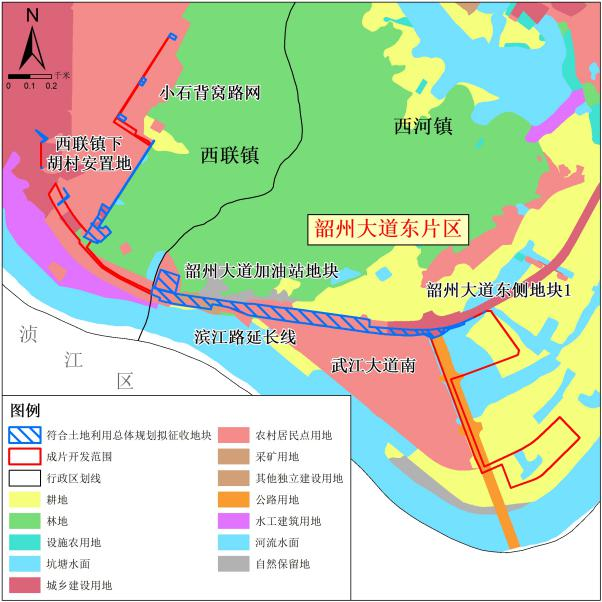 N
千米
0 0.1 0.2
小石背窝路网
西河镇
西联镇下
胡村安置地
西联镇
韶州大道东片区
韶州大道加油站地块
韶州大道东侧地块1
滨江路延长线
武江大道南
浈
江
区
图例
符合土地利用总体规划拟征收地块
成片开发范围
行政区划线
耕地
林地
设施农用地
坑塘水面
城乡建设用地
农村居民点用地
采矿用地
其他独立建设用地
公路用地
水工建筑用地
河流水面
自然保留地